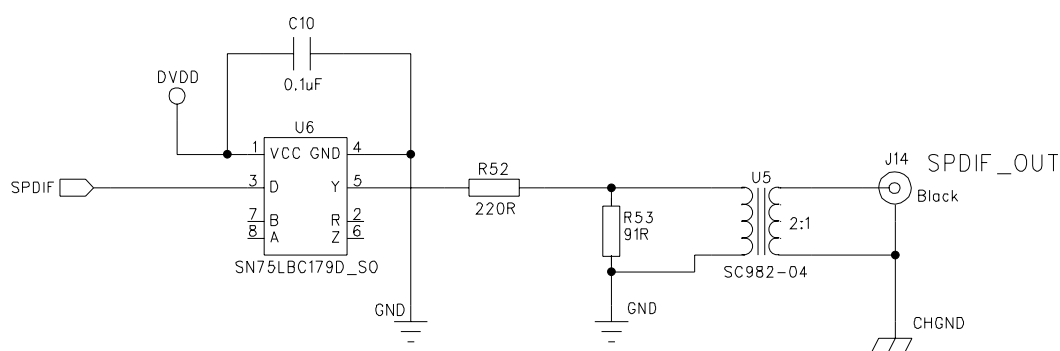 C10
0.1uF
DVDD
U6
1 VCC GND 4
SPDIF
3 D Y 5
7 B R 2
8 A Z 6
SN75LBC179D_SO
GND
R52
220R
R53
91R
GND
U5
2:1
SC982-04
J14
SPDIF_OUT
Black
CHGND